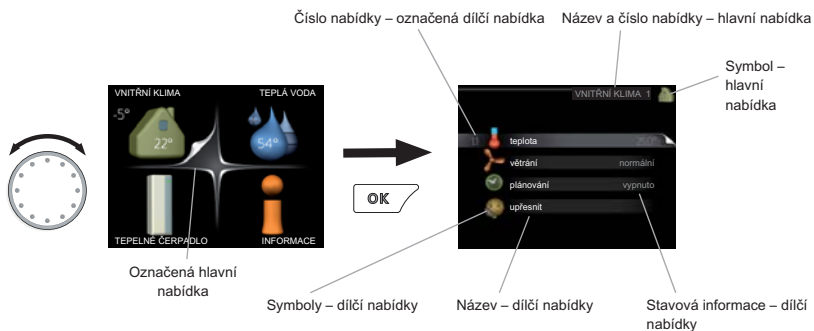 Číslo nabídky – označená dílčí nabídka
Název a číslo nabídky – hlavní nabídka
Symbol –
hlavní
nabídka
VNITŘNÍ KLIMA
TEPLÁ VODA
-5°
22°
54°
TEPELNÉ ČERPADLO
INFORMACE
OK
VNITŘNÍ KLIMA 1
teplota
větrání
normální
plánování
vypnuto
upřesnit
Označená hlavní
nabídka
Symboly – dílčí nabídky
Název – dílčí nabídky
Stavová informace – dílčí
nabídky